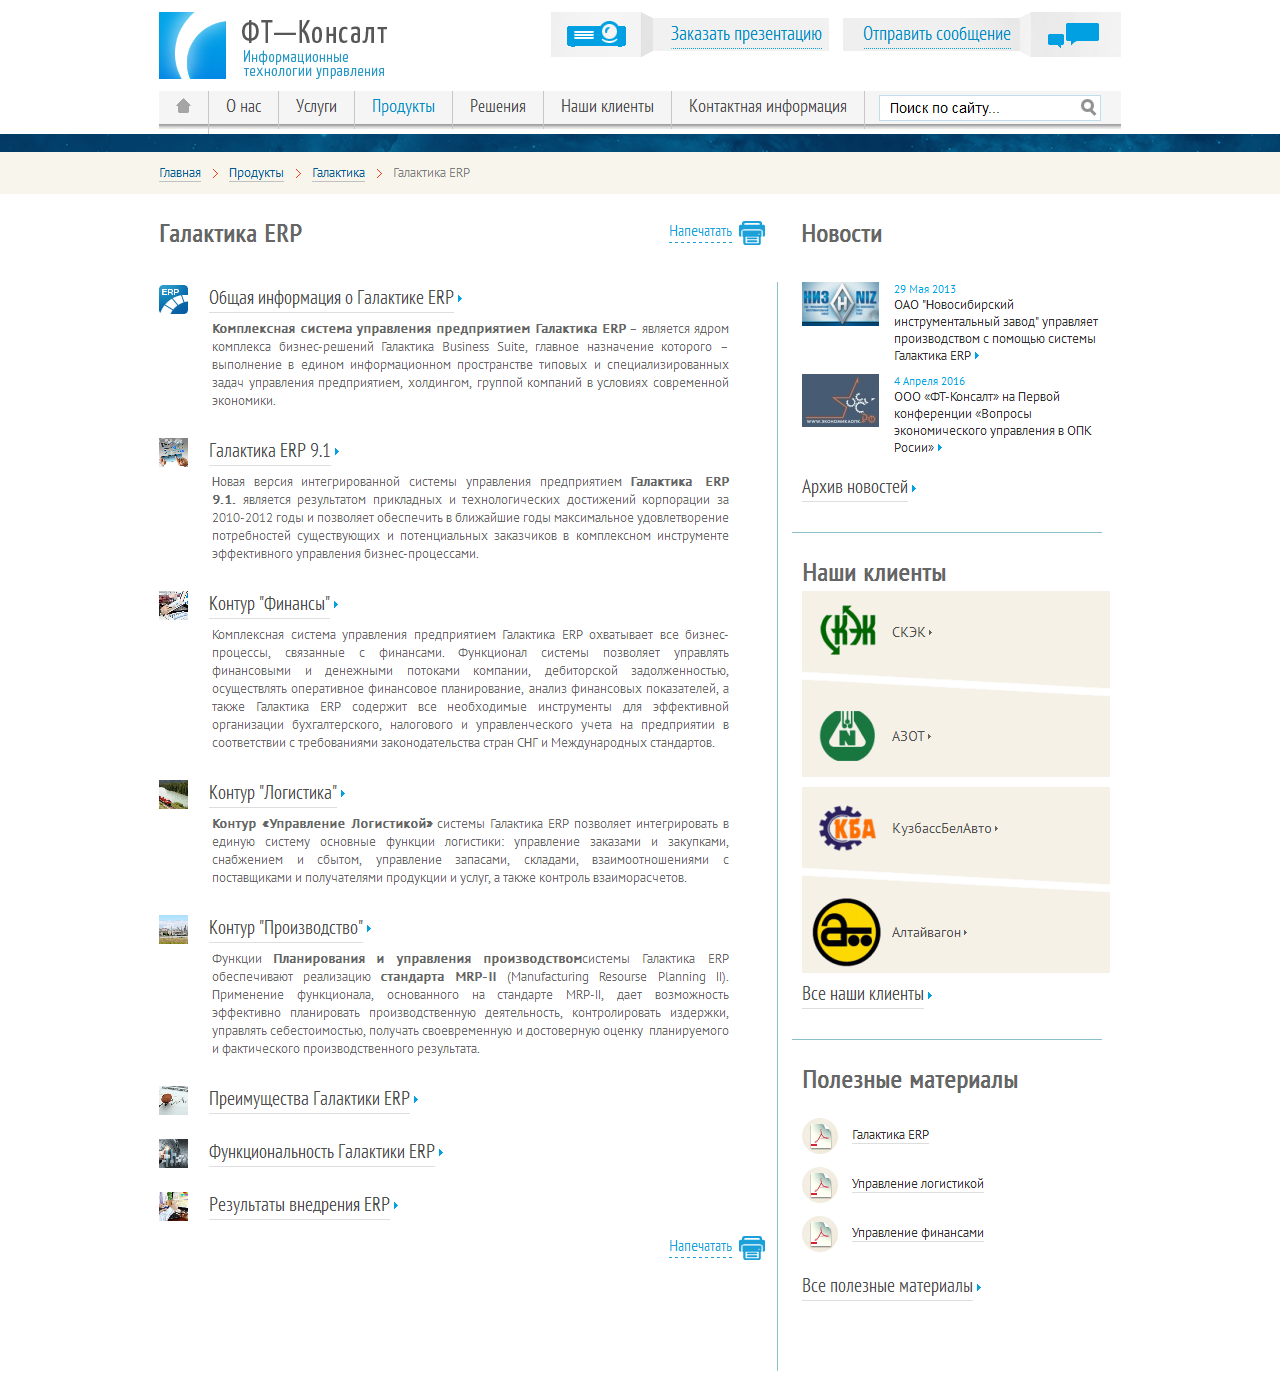 ФТ—Консалт
Информационные
технологии управления
Заказать презентацию
Отправить сообщение
О нас
Услуги
Продукты
Решения
Наши клиенты
Контактная информация
Поиск по сайту...
Главная
Продукты
Галактика
Галактика ERP
Галактика ERP
Напечатать
ERP
Общая информация о Галактике ERP
Комплексная система управления предприятием Галактика ERP – является ядром
комплекса бизнес-решений Галактика Business Suite, главное назначение которого –
выполнение в едином информационном пространстве типовых и специализированных
задач управления предприятием, холдингом, группой компаний в условиях современной
экономики.
Галактика ERP 9.1
Новая версия интегрированной системы управления предприятием Галактика ERP
9.1. является результатом прикладных и технологических достижений корпорации за
2010-2012 годы и позволяет обеспечить в ближайшие годы максимальное удовлетворение
потребностей существующих и потенциальных заказчиков в комплексном инструменте
эффективного управления бизнес-процессами.
Контур "Финансы"
Комплексная система управления предприятием Галактика ERP охватывает все бизнес-
процессы, связанные с финансами. Функционал системы позволяет управлять
финансовыми и денежными потоками компании, дебиторской задолженностью,
осуществлять оперативное финансовое планирование, анализ финансовых показателей, а
также Галактика ERP содержит все необходимые инструменты для эффективной
организации бухгалтерского, налогового и управленческого учета на предприятии в
соответствии с требованиями законодательства стран СНГ и Международных стандартов.
Контур "Логистика"
Контур «Управление Логистикой» системы Галактика ERP позволяет интегрировать в
единую систему основные функции логистики: управление заказами и закупками,
снабжением и сбытом, управление запасами, складами, взаимоотношениями с
поставщиками и получателями продукции и услуг, а также контроль взаиморасчетов.
Контур "Производство"
Функции Планирования и управления производствомсистемы Галактика ERP
обеспечивают реализацию стандарта MRP-II (Manufacturing Resourse Planning II).
Применение функционала, основанного на стандарте MRP-II, дает возможность
эффективно планировать производственную деятельность, контролировать издержки,
управлять себестоимостью, получать своевременную и достоверную оценку планируемого
и фактического производственного результата.
Преимущества Галактики ERP
Функциональность Галактики ERP
Результаты внедрения ERP
Напечатать
Новости
НИЗ Н NIZ
29 Мая 2013
ОАО "Новосибирский
инструментальный завод" управляет
производством с помощью системы
Галактика ERP
www.экономикаопк.рф
4 Апреля 2016
ООО «ФТ-Консалт» на Первой
конференции «Вопросы
экономического управления в ОПК
Росии»
Архив новостей
Наши клиенты
СКЭК
СКЭК
N
АЗОТ
КБА
КузбассБелАвто
Алтайвагон
Все наши клиенты
Полезные материалы
Галактика ERP
Управление логистикой
Управление финансами
Все полезные материалы